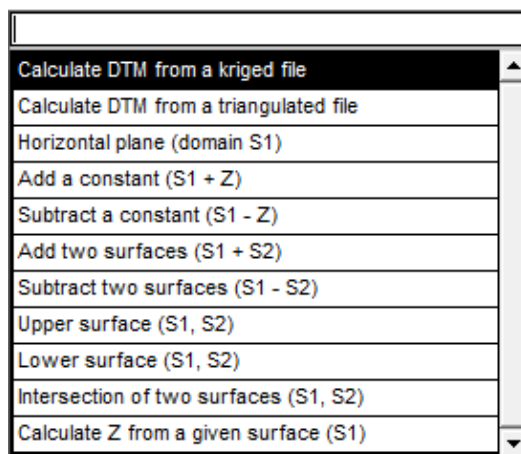 Calculate DTM from a kriged file
Calculate DTM from a triangulated file
Horizontal plane (domain S1)
Add a constant (S1 + Z)
Subtract a constant (S1 - Z)
Add two surfaces (S1 + S2)
Subtract two surfaces (S1 - S2)
Upper surface (S1, S2)
Lower surface (S1, S2)
Intersection of two surfaces (S1, S2)
Calculate Z from a given surface (S1)